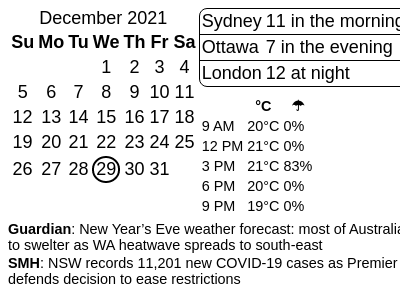 December 2021
Su Mo Tu We Th Fr Sa
1 2 3 4
5 6 7 8 9 10 11
12 13 14 15 16 17 18
19 20 21 22 23 24 25
26 27 28 29 30 31
Sydney 11 in the morning
Ottawa 7 in the evening
London 12 at night
°C ☂
9 AM 20°C 0%
12 PM 21°C 0%
3 PM 21°C 83%
6 PM 20°C 0%
9 PM 19°C 0%
Guardian: New Year’s Eve weather forecast: most of Australia
to swelter as WA heatwave spreads to south-east
SMH: NSW records 11,201 new COVID-19 cases as Premier
defends decision to ease restrictions